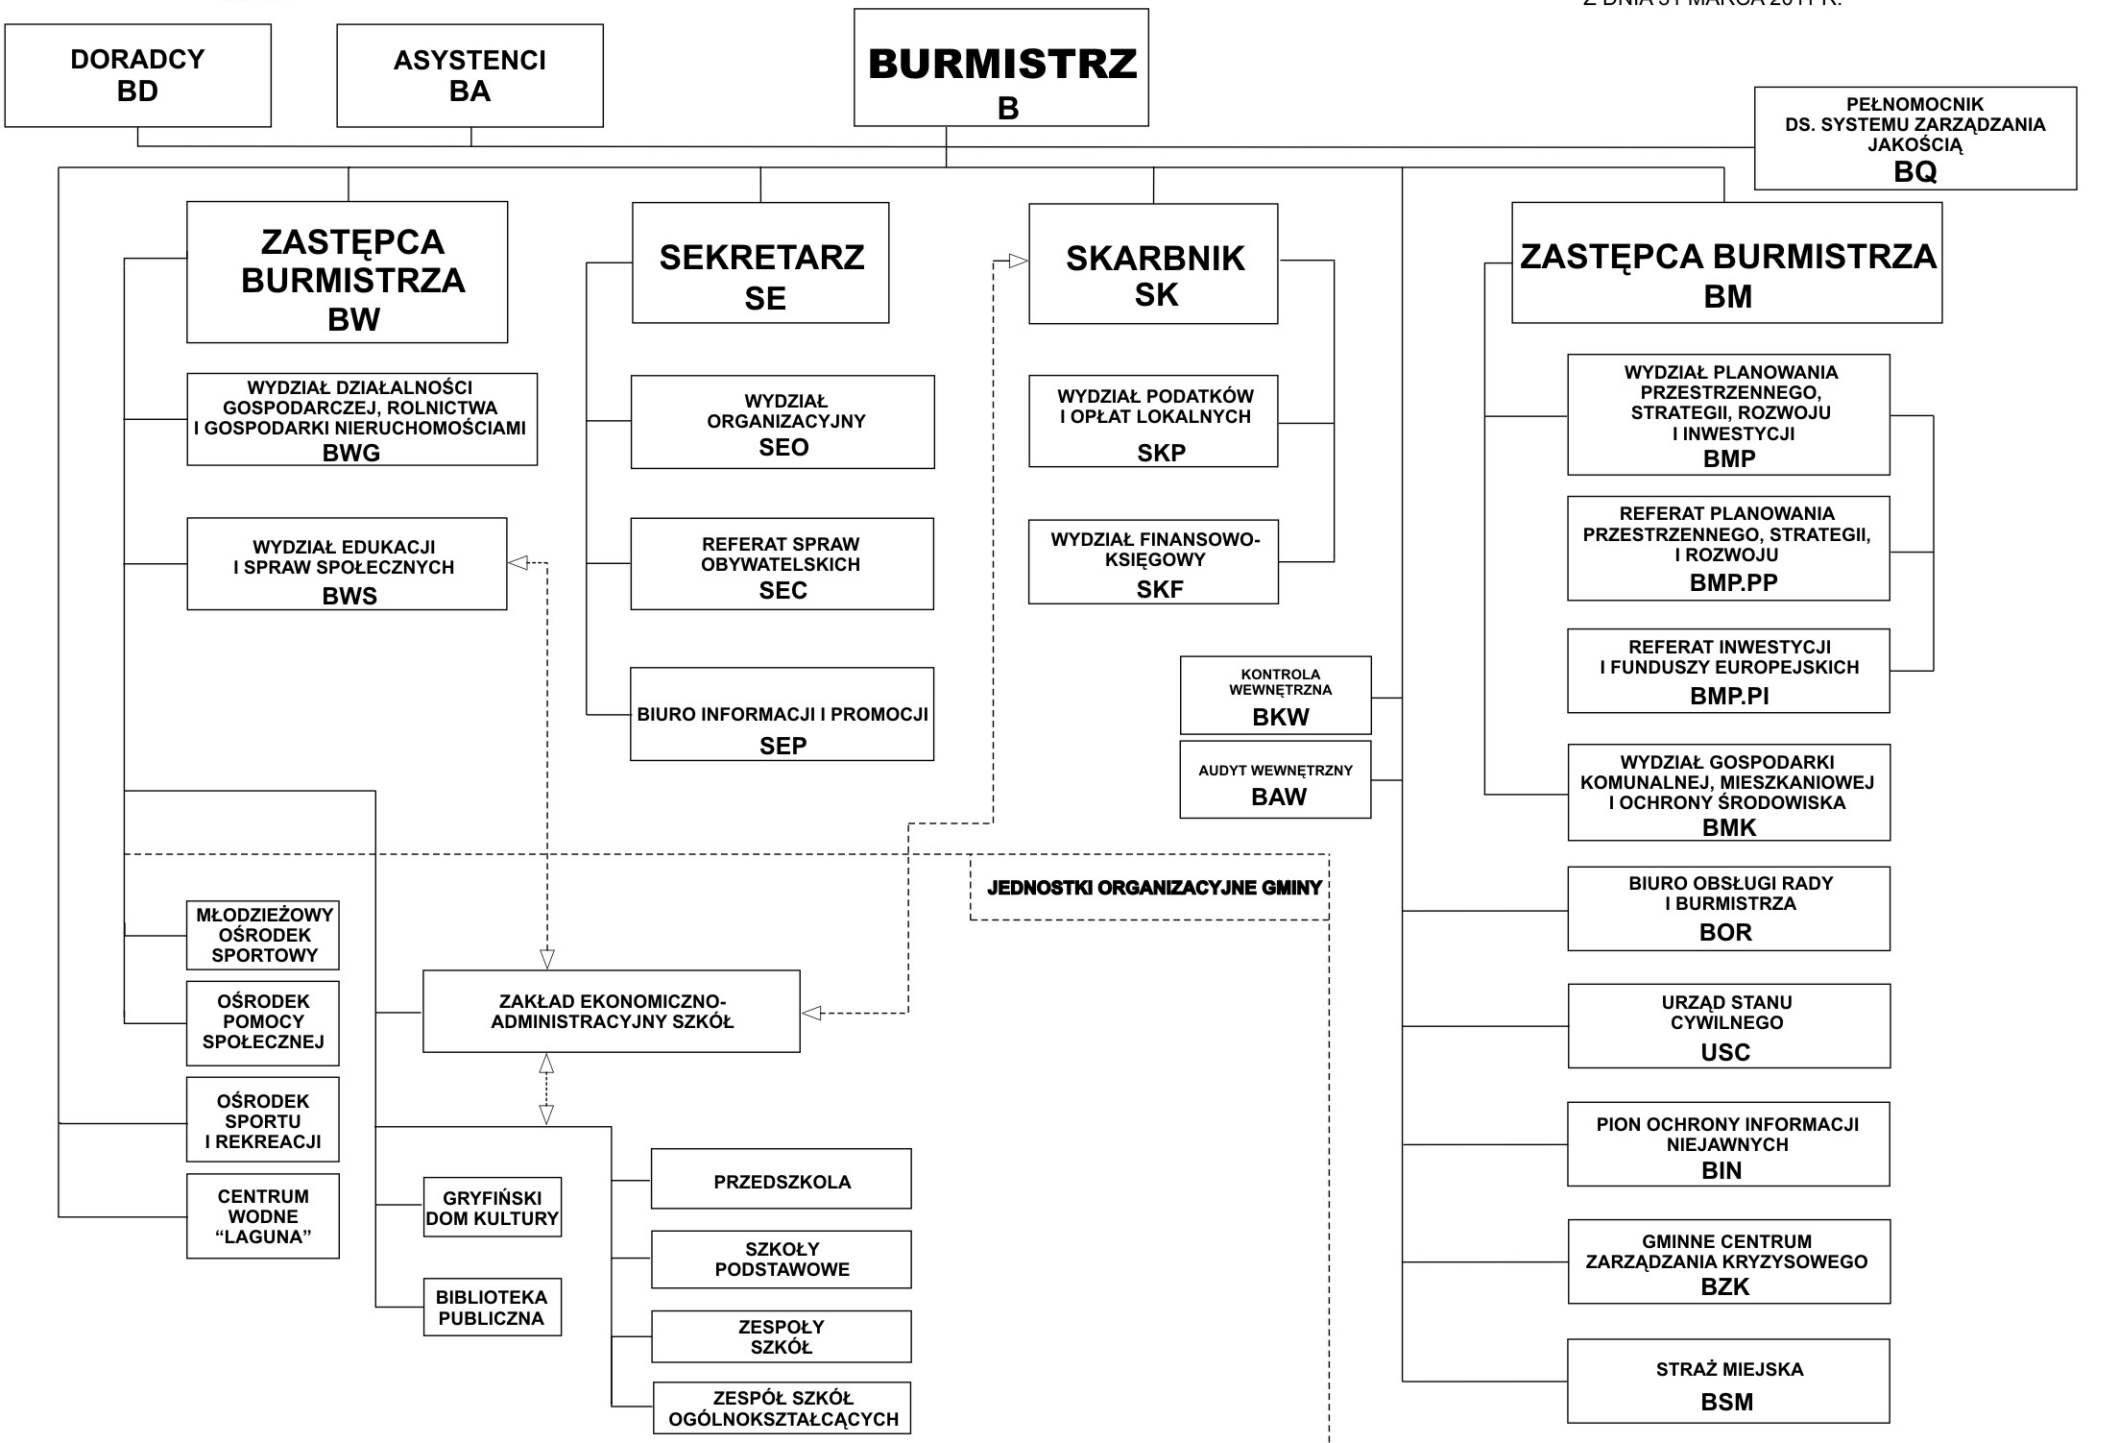 Z DNIA 31 MARCA 2011 R.
DORADCY
BD
ASYSTENCI
BA
BURMISTRZ
B
PEŁNOMOCNIK
DS. SYSTEMU ZARZĄDZANIA
JAKOŚCIĄ
BQ
ZASTĘPCA
BURMISTRZA
BW
SEKRETARZ
SE
SKARBNIK
SK
ZASTĘPCA BURMISTRZA
BM
WYDZIAŁ DZIAŁALNOŚCI
GOSPODARCZEJ, ROLNICTWA
I GOSPODARKI NIERUCHOMOŚCIAMI
BWG
WYDZIAŁ EDUKACJI
I SPRAW SPOŁECZNYCH
BWS
WYDZIAŁ
ORGANIZACYJNY
SEO
REFERAT SPRAW
OBYWATELSKICH
SEC
BIURO INFORMACJI I PROMOCJI
SEP
WYDZIAŁ PODATKÓW
I OPŁAT LOKALNYCH
SKP
WYDZIAŁ FINANSOWO-
KSIĘGOWY
SKF
KONTROLA
WEWNĘTRZNA
BKW
AUDYT WEWNĘTRZNY
BAW
WYDZIAŁ PLANOWANIA
PRZESTRZENNEGO,
STRATEGII, ROZWOJU
I INWESTYCJI
BMP
REFERAT PLANOWANIA
PRZESTRZENNEGO, STRATEGII,
I ROZWOJU
BMP.PP
REFERAT INWESTYCJI
I FUNDUSZY EUROPEJSKICH
BMP.PI
WYDZIAŁ GOSPODARKI
KOMUNALNEJ, MIESZKANIOWEJ
I OCHRONY ŚRODOWISKA
BMK
BIURO OBSŁUGI RADY
I BURMISTRZA
BOR
URZĄD STANU
CYWILNEGO
USC
PION OCHRONY INFORMACJI
NIEJAWNYCH
BIN
GMINNE CENTRUM
ZARZĄDZANIA KRYZYSOWEGO
BZK
STRAŻ MIEJSKA
BSM
JEDNOSTKI ORGANIZACYJNE GMINY
MŁODZIEŻOWY
OŚRODEK
SPORTOWY
OŚRODEK
POMOCY
SPOŁECZNEJ
OŚRODEK
SPORTU
I REKREACJI
CENTRUM
WODNE
“LAGUNA”
ZAKŁAD EKONOMICZNO-
ADMINISTRACYJNY SZKÓŁ
GRYFIŃSKI
DOM KULTURY
BIBLIOTEKA
PUBLICZNA
PRZEDSZKOLA
SZKOŁY
PODSTAWOWE
ZESPOŁY
SZKÓŁ
ZESPÓŁ SZKÓŁ
OGÓLNOKSZTAŁCĄCYCH